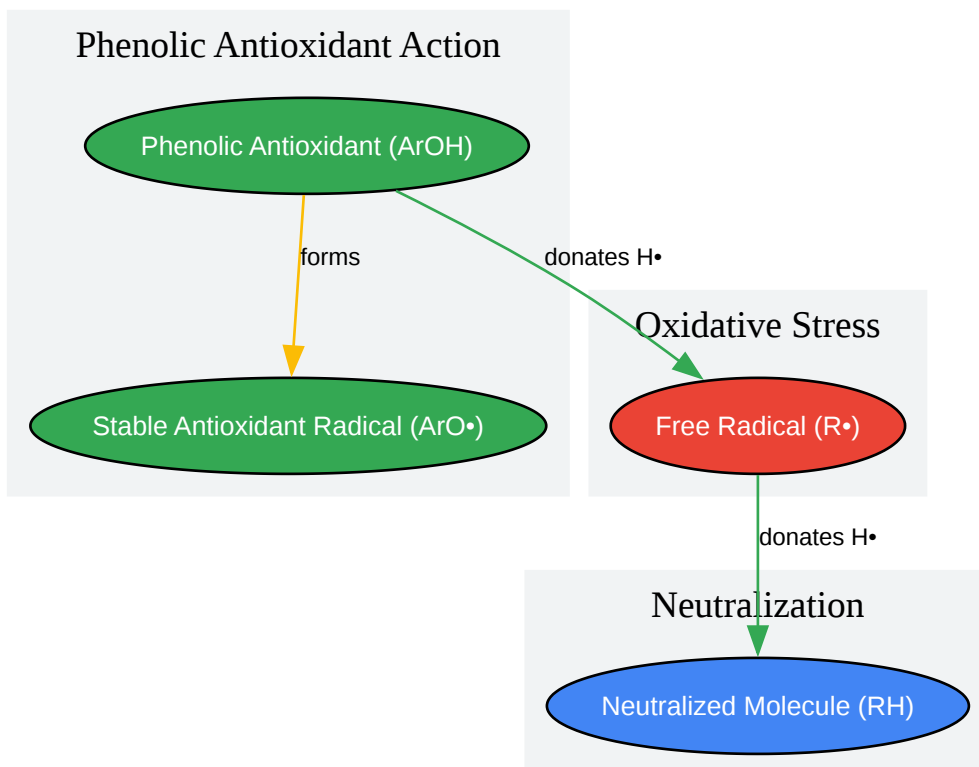 Phenolic Antioxidant Action
Phenolic Antioxidant (ArOH)
forms
donates H•
Oxidative Stress
Stable Antioxidant Radical (ArO•)
Free Radical (R•)
donates H•
Neutralization
Neutralized Molecule (RH)